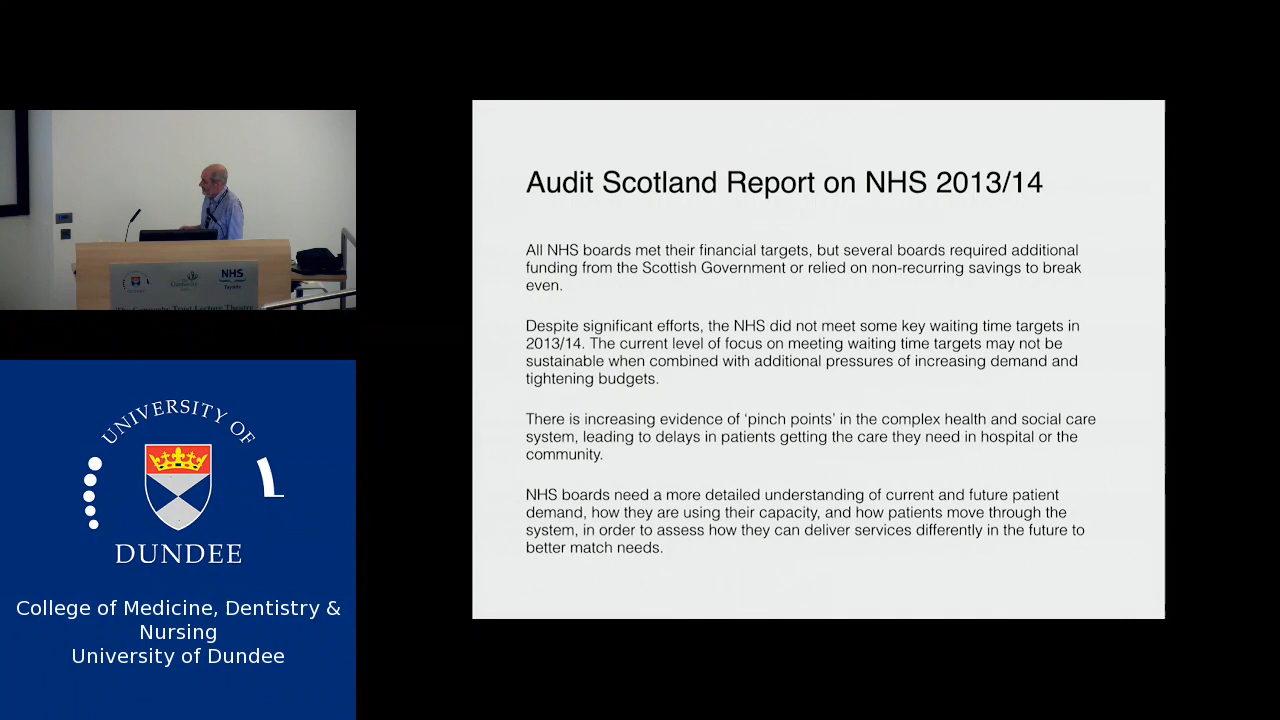 Audit Scotland Report on NHS 2013/14
All NHS boards met their financial targets, but several boards required additional
funding from the Scottish Government or relied on non-recurring savings to break
even.
Despite significant efforts, the NHS did not meet some key waiting time targets in
2013/14. The current level of focus on meeting waiting time targets may not be
sustainable when combined with additional pressures of increasing demand and
tightening budgets.
There is increasing evidence of ‘pinch points’ in the complex health and social care
system, leading to delays in patients getting the care they need in hospital or the
community.
NHS boards need a more detailed understanding of current and future patient
demand, how they are using their capacity, and how patients move through the
system, in order to assess how they can deliver services differently in the future to
better match needs.
NHS
Lecture Theatre
UNIVERSITY OF
DUNDEE
College of Medicine, Dentistry &
Nursing
University of Dundee